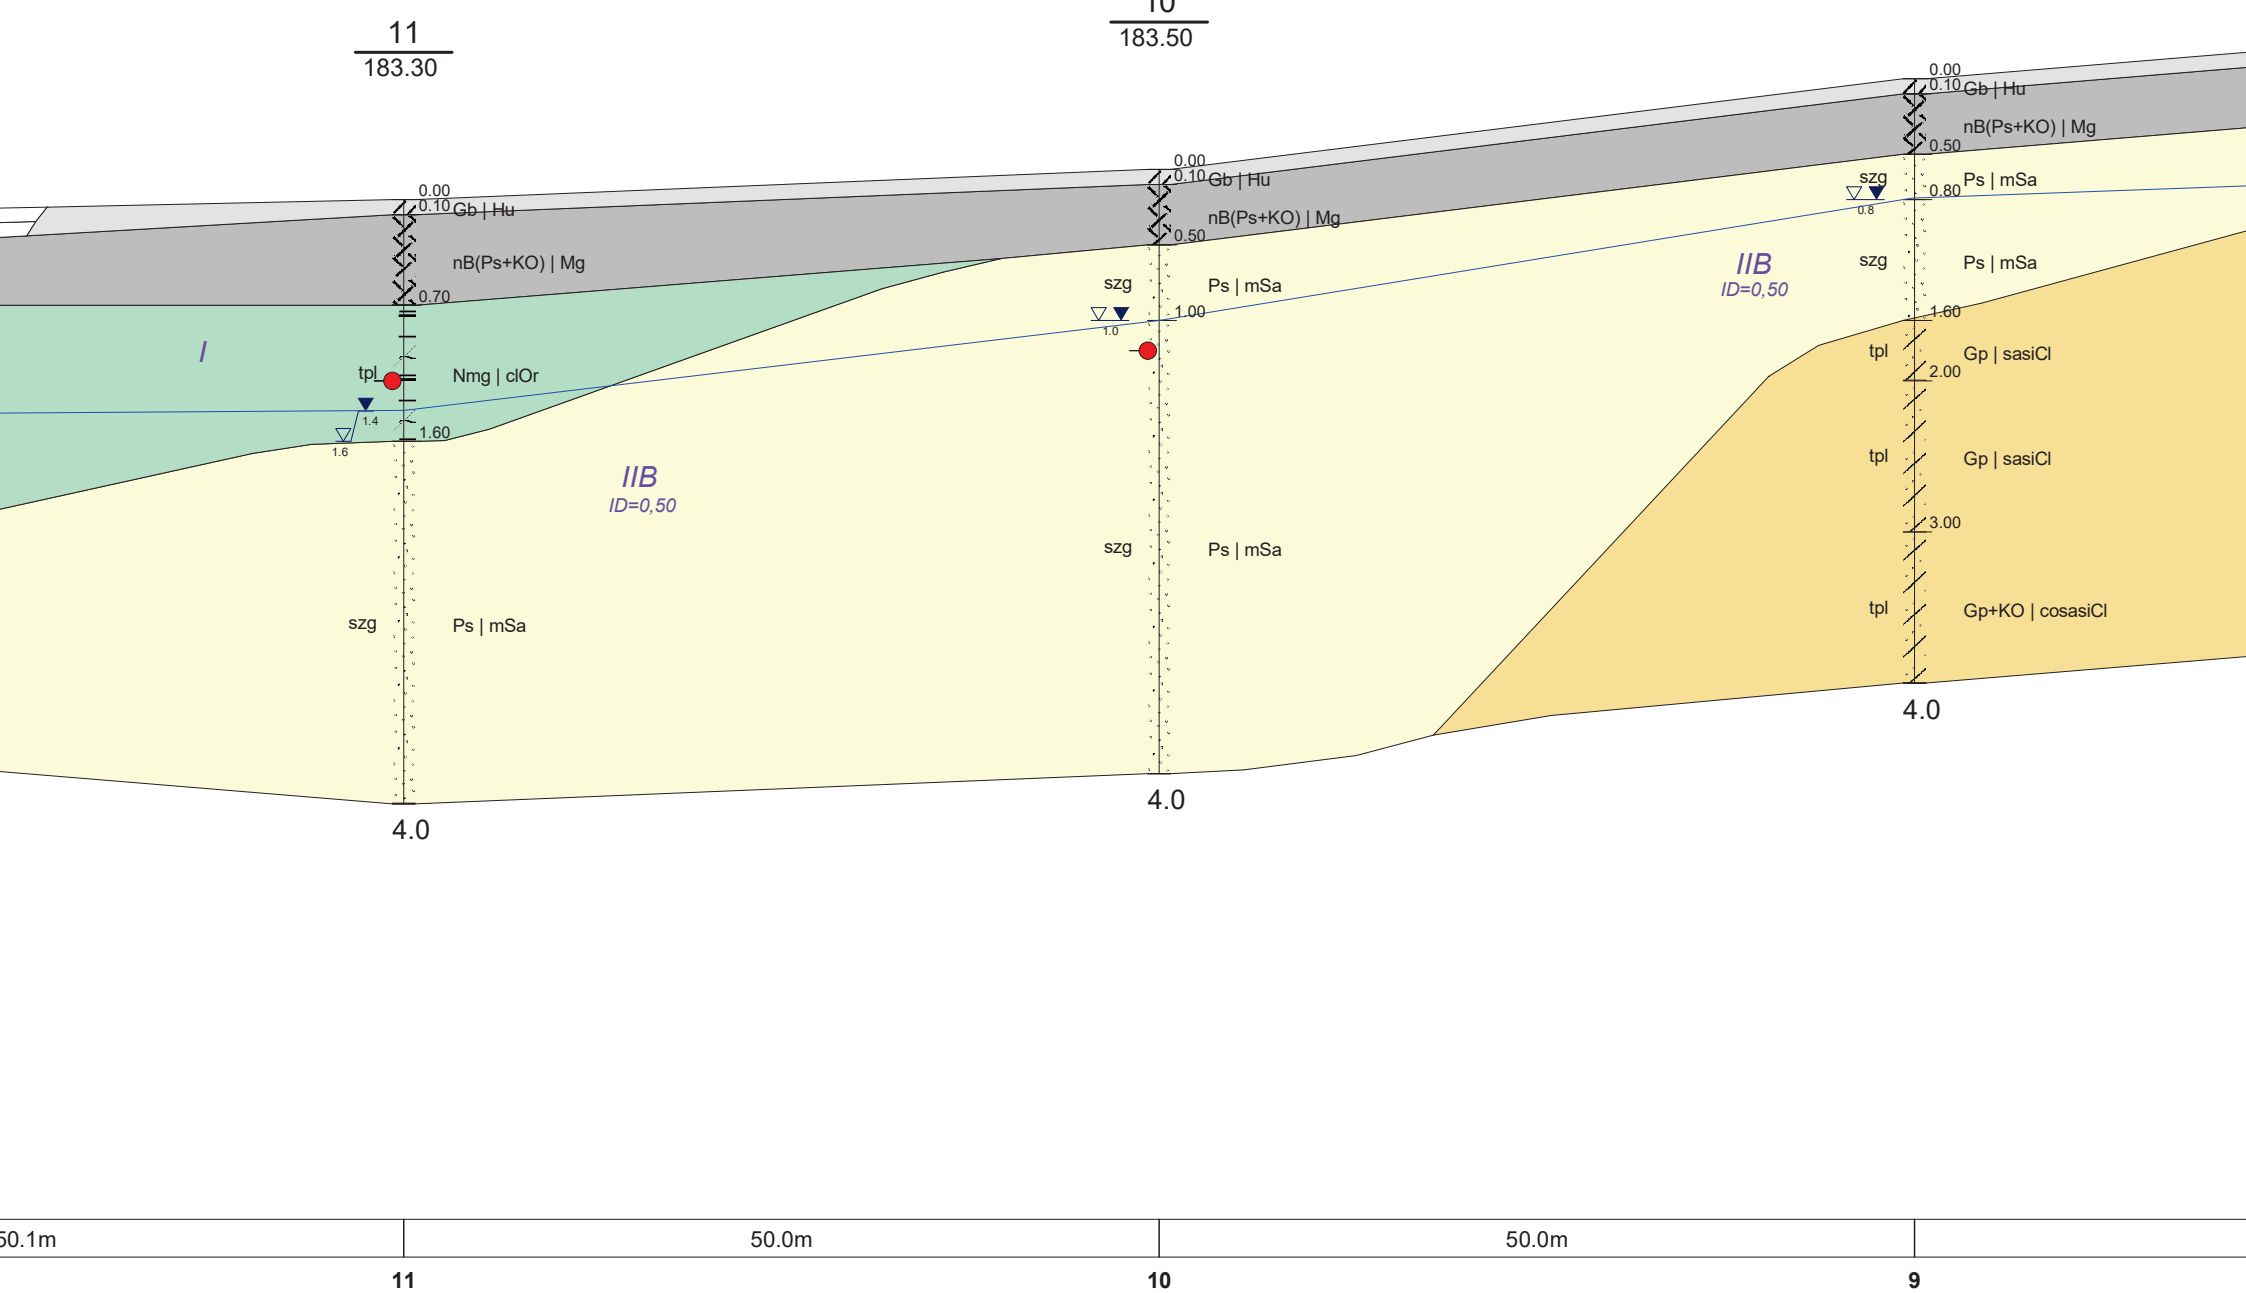 11
183.30
10
183.50
0.00
0.10 Gb | Hu
nB(Ps+KO) | Mg
0.70
I
tpl
Nmg | clOr
1.4
1.6
1.60
IIB
ID=0,50
szg
Ps | mSa
4.0
0.00
0.10 Gb | Hu
nB(Ps+KO) | Mg
0.50
szg
Ps | mSa
1.00
1.0
szg
Ps | mSa
4.0
0.00
0.10 Gb | Hu
nB(Ps+KO) | Mg
0.50
szg
Ps | mSa
0.80
0.8
IIB
ID=0,50
szg
Ps | mSa
1.60
tpl
Gp | sasiCl
2.00
tpl
Gp | sasiCl
3.00
tpl
Gp+KO | cosasiCl
4.0
50.1m
50.0m
50.0m
11
10
9